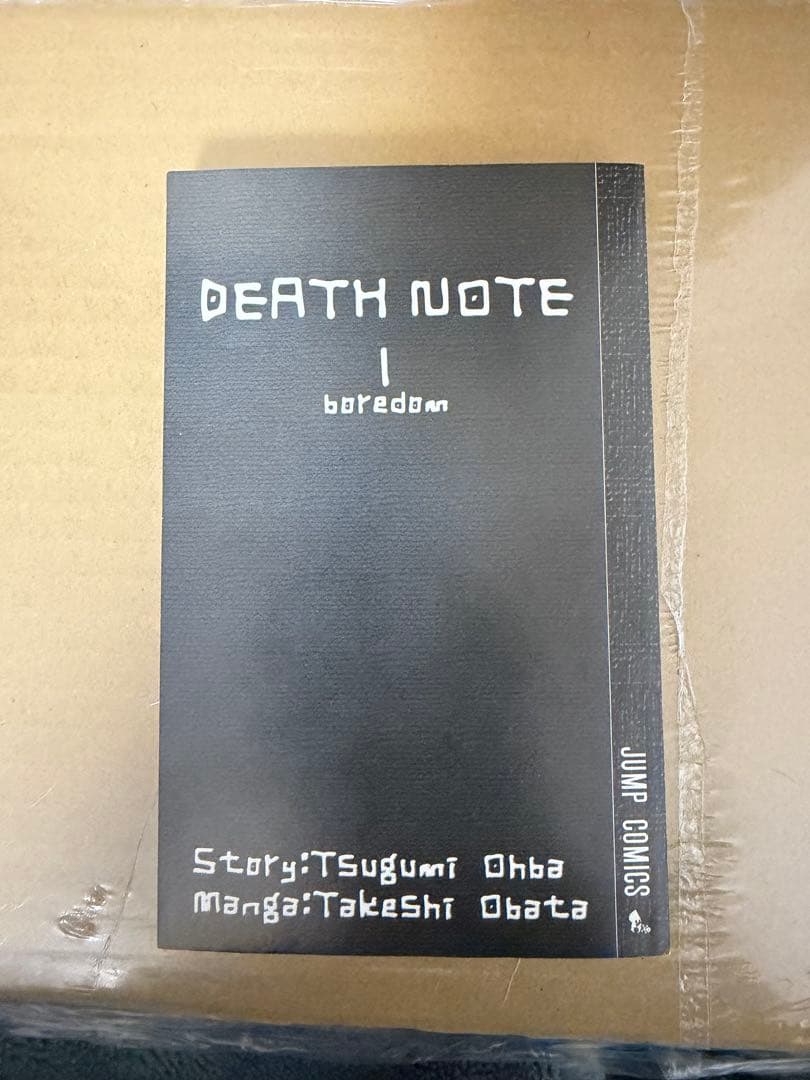 DEATH NOTE
1
boredom
Story:Tsugumi Ohba
Manga:Takeshi Obata
JUMP COMICS